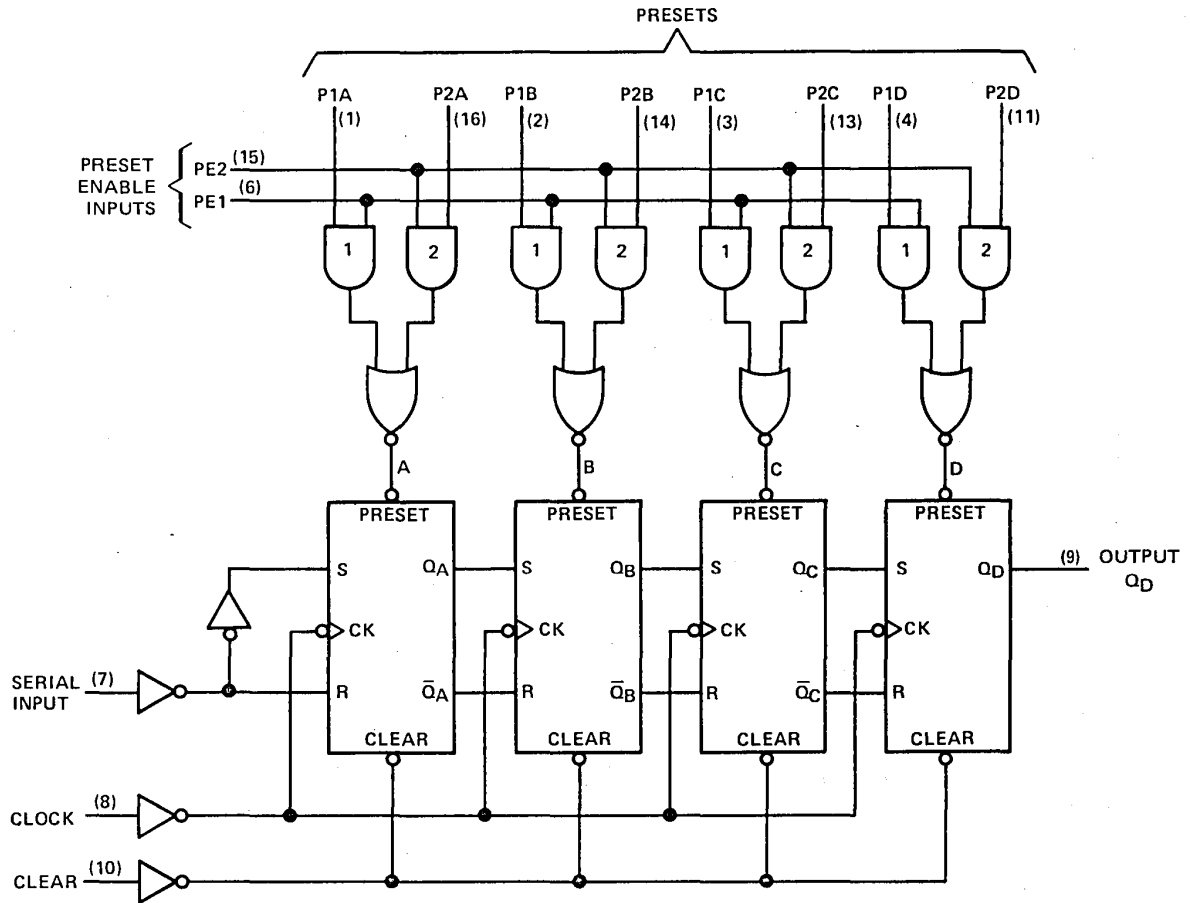 PRESETS
P1A P2A P1B P2B P1C P2C P1D P2D
(1) (16) (2) (14) (3) (13) (4) (11)
PRESET ENABLE INPUTS
PE2 (15)
PE1 (6)
1 2 1 2 1 2 1 2
A B C D
PRESET PRESET PRESET PRESET
S QA S QB S QC S QD (9) OUTPUT QD
CK CK CK CK
SERIAL INPUT (7)
R Q̅A R Q̅B R Q̅C R
CLEAR CLEAR CLEAR CLEAR
CLOCK (8)
CLEAR (10)